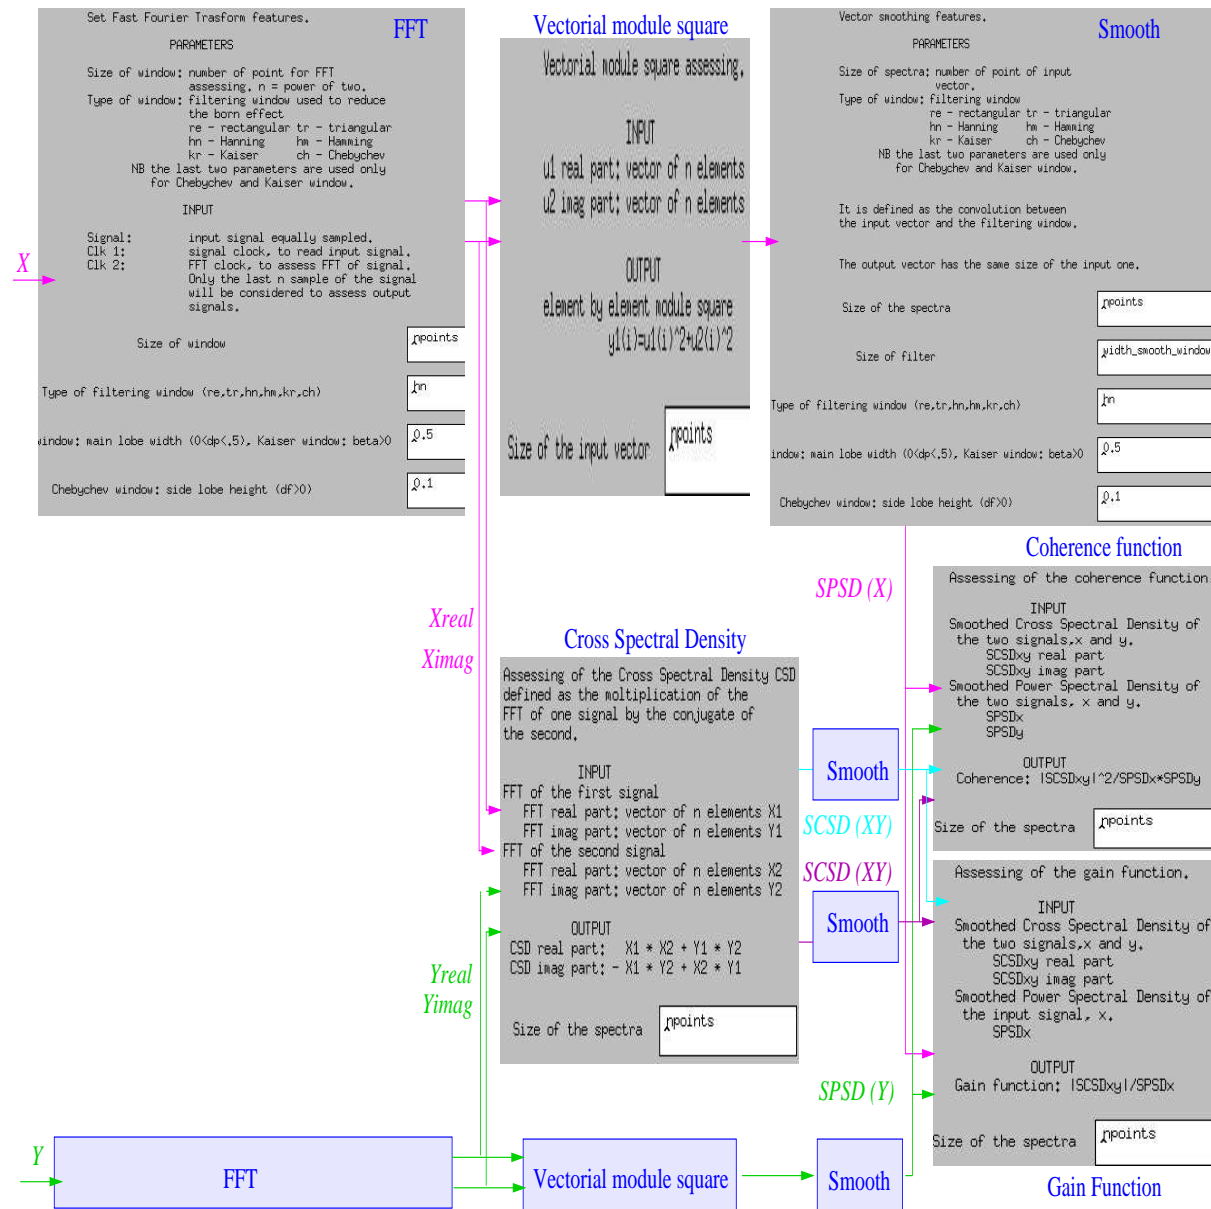 Set Fast Fourier Trasform features.
FFT
PARAMETERS
Size of window: number of point for FFT
assessing. n = power of two.
Type of window: filtering window used to reduce
the born effect
re - rectangular tr - triangular
hn - Hanning hm - Hamming
kr - Kaiser ch - Chebychev
NB the last two parameters are used only
for Chebychev and Kaiser window.
INPUT
Signal: input signal equally sampled.
Clk 1: signal clock, to read input signal.
Clk 2: FFT clock, to assess FFT of signal.
Only the last n sample of the signal
will be considered to assess output
signals.
X
Size of window npoints
Type of filtering window (re,tr,hn,hm,kr,ch) hn
window: main lobe width (0<dp<.5), Kaiser window: beta>0 0.5
Chebychev window: side lobe height (df>0) 0.1
Vectorial module square
Vectorial module square assessing.
INPUT
u1 real part: vector of n elements
u2 imag part: vector of n elements
OUTPUT
element by element module square
y1(i)=u1(i)^2+u2(i)^2
Size of the input vector npoints
Vector smoothing features.
Smooth
PARAMETERS
Size of spectra: number of point of input
vector.
Type of window: filtering window
re - rectangular tr - triangular
hn - Hanning hm - Hamming
kr - Kaiser ch - Chebychev
NB the last two parameters are used only
for Chebychev and Kaiser window.
It is defined as the convolution between
the input vector and the filtering window.
The output vector has the same size of the input one.
Size of the spectra npoints
Size of filter width_smooth_window
Type of filtering window (re,tr,hn,hm,kr,ch) hn
indow: main lobe width (0<dp<.5), Kaiser window: beta>0 0.5
Chebychev window: side lobe height (df>0) 0.1
Xreal
Ximag
SPSD (X)
Cross Spectral Density
Assessing of the Cross Spectral Density CSD
defined as the moltiplication of the
FFT of one signal by the conjugate of
the second.
INPUT
FFT of the first signal
FFT real part: vector of n elements X1
FFT imag part: vector of n elements Y1
FFT of the second signal
FFT real part: vector of n elements X2
FFT imag part: vector of n elements Y2
OUTPUT
CSD real part: X1 * X2 + Y1 * Y2
CSD imag part: - X1 * Y2 + X2 * Y1
Size of the spectra npoints
Smooth
SCSD (XY)
SCSD (XY)
Smooth
Coherence function
Assessing of the coherence function
INPUT
Smoothed Cross Spectral Density of
the two signals,x and y.
SCSDxy real part
SCSDxy imag part
Smoothed Power Spectral Density of
the two signals, x and y.
SPSDx
SPSDy
OUTPUT
Coherence: |SCSDxy|^2/SPSDx*SPSDy
Size of the spectra npoints
Assessing of the gain function.
INPUT
Smoothed Cross Spectral Density of
the two signals,x and y.
SCSDxy real part
SCSDxy imag part
Smoothed Power Spectral Density of
the input signal, x.
SPSDx
OUTPUT
Gain function: |SCSDxy|/SPSDx
Size of the spectra npoints
Gain Function
Yreal
Yimag
SPSD (Y)
Y
FFT
Vectorial module square
Smooth